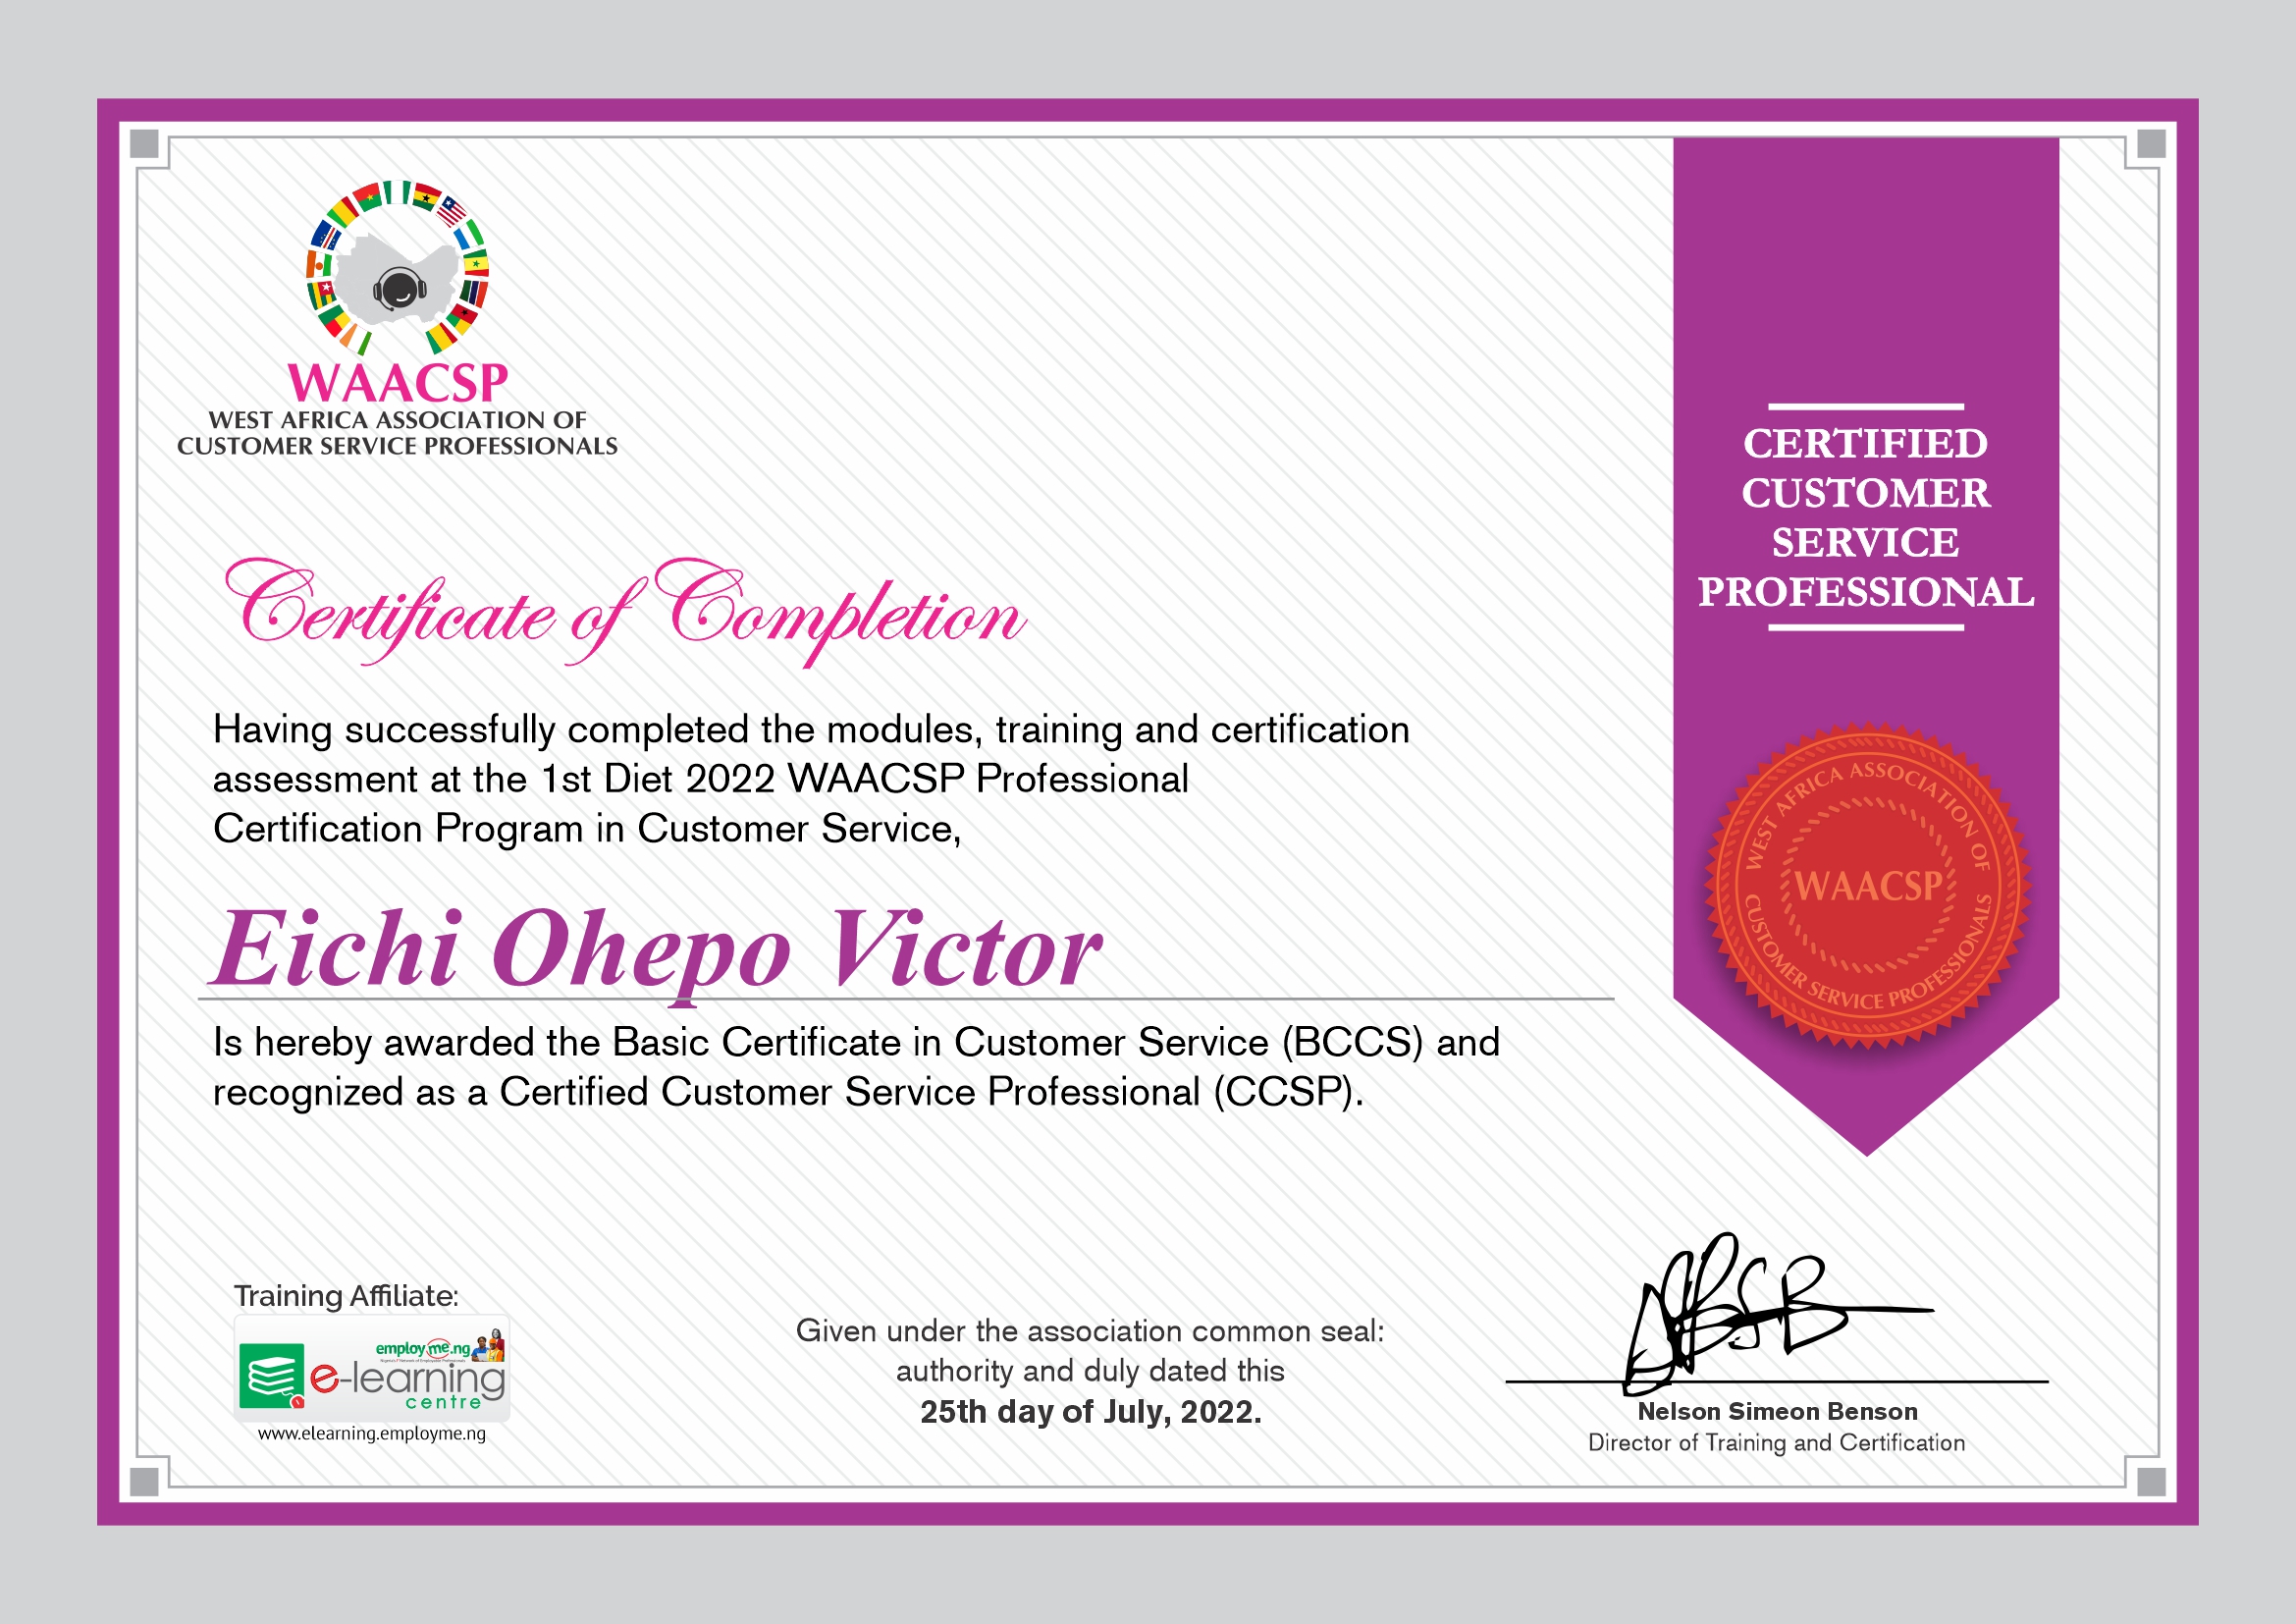 WAACSP
WEST AFRICA ASSOCIATION OF
CUSTOMER SERVICE PROFESSIONALS
CERTIFIED
CUSTOMER
SERVICE
PROFESSIONAL
Certificate of Completion
Having successfully completed the modules, training and certification
assessment at the 1st Diet 2022 WAACSP Professional
Certification Program in Customer Service,
WEST AFRICA ASSOCIATION OF
WAACSP
CUSTOMER SERVICE PROFESSIONALS
Eichi Ohepo Victor
Is hereby awarded the Basic Certificate in Customer Service (BCCS) and
recognized as a Certified Customer Service Professional (CCSP).
Training Affiliate:
employme.ng
e-learning
centre
www.elearning.employme.ng
Given under the association common seal:
authority and duly dated this
25th day of July, 2022.
Nelson Simeon Benson
Director of Training and Certification